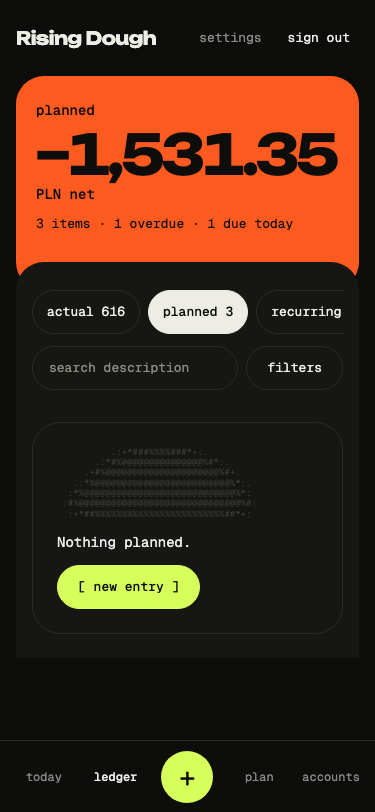 Rising Dough
settings
sign out
planned
−1,531.35
PLN net
3 items · 1 overdue · 1 due today
actual 616
planned 3
recurring
search description
filters
Nothing planned.
[ new entry ]
today
ledger
+
plan
accounts